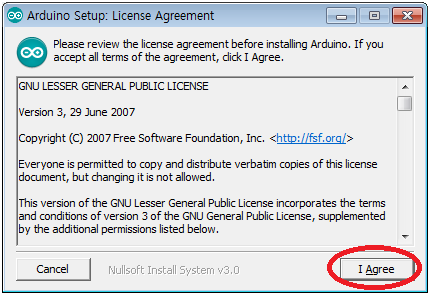 Arduino Setup: License Agreement
Please review the license agreement before installing Arduino. If you
accept all terms of the agreement, click I Agree.
GNU LESSER GENERAL PUBLIC LICENSE
Version 3, 29 June 2007
Copyright (C) 2007 Free Software Foundation, Inc. <http://fsf.org/>
Everyone is permitted to copy and distribute verbatim copies of this license
document, but changing it is not allowed.
This version of the GNU Lesser General Public License incorporates the terms
and conditions of version 3 of the GNU General Public License, supplemented
by the additional permissions listed below.
Cancel
Nullsoft Install System v3.0
I Agree